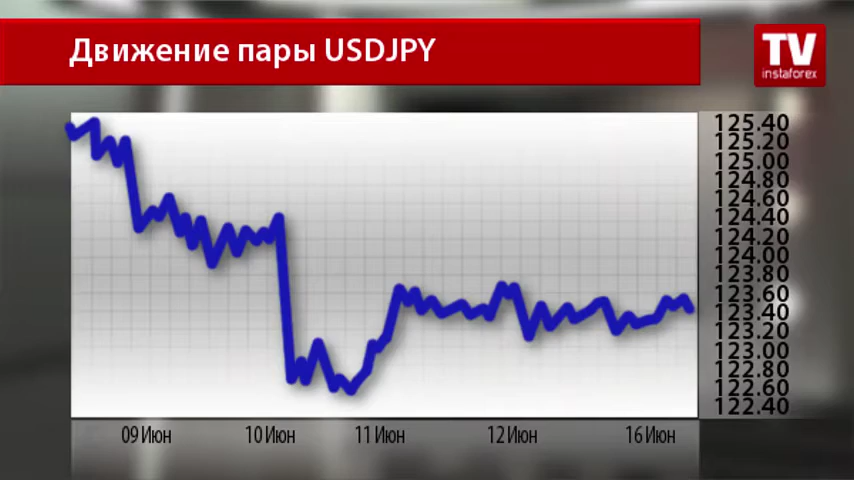 Движение пары USDJPY
TV
instaforex
125.40
125.20
125.00
124.80
124.60
124.40
124.20
124.00
123.80
123.60
123.40
123.20
123.00
122.80
122.60
122.40
09 Июн
10 Июн
11 Июн
12 Июн
16 Июн